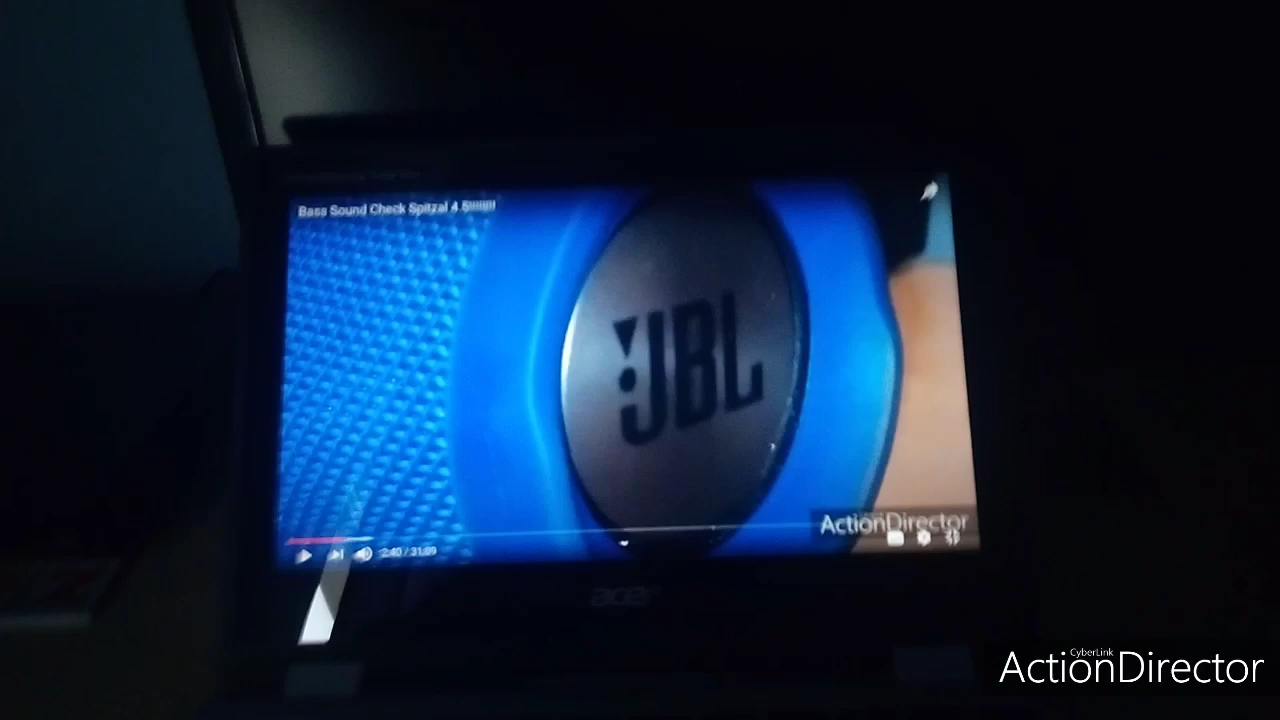 Bass Sound Check Spitzal 4.5!!!!!!!!
JBL
ActionDirector
2:40 / 31:09
acer
CyberLink
ActionDirector